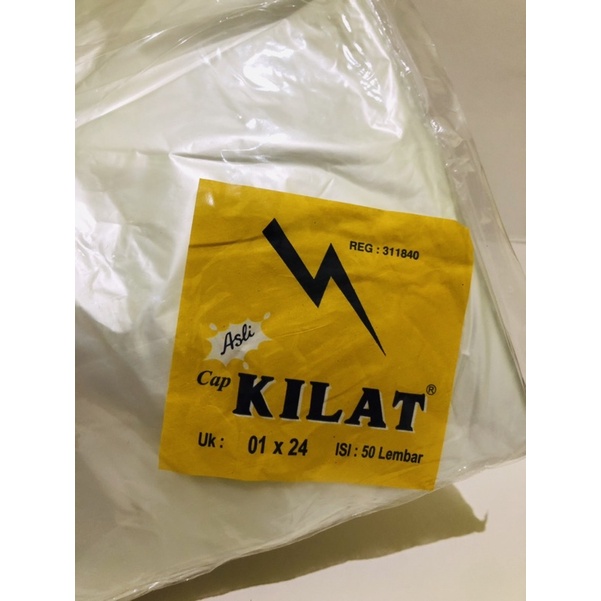 REG : 311840
Asli
Cap KILAT®
Uk : 01 x 24 ISI : 50 Lembar